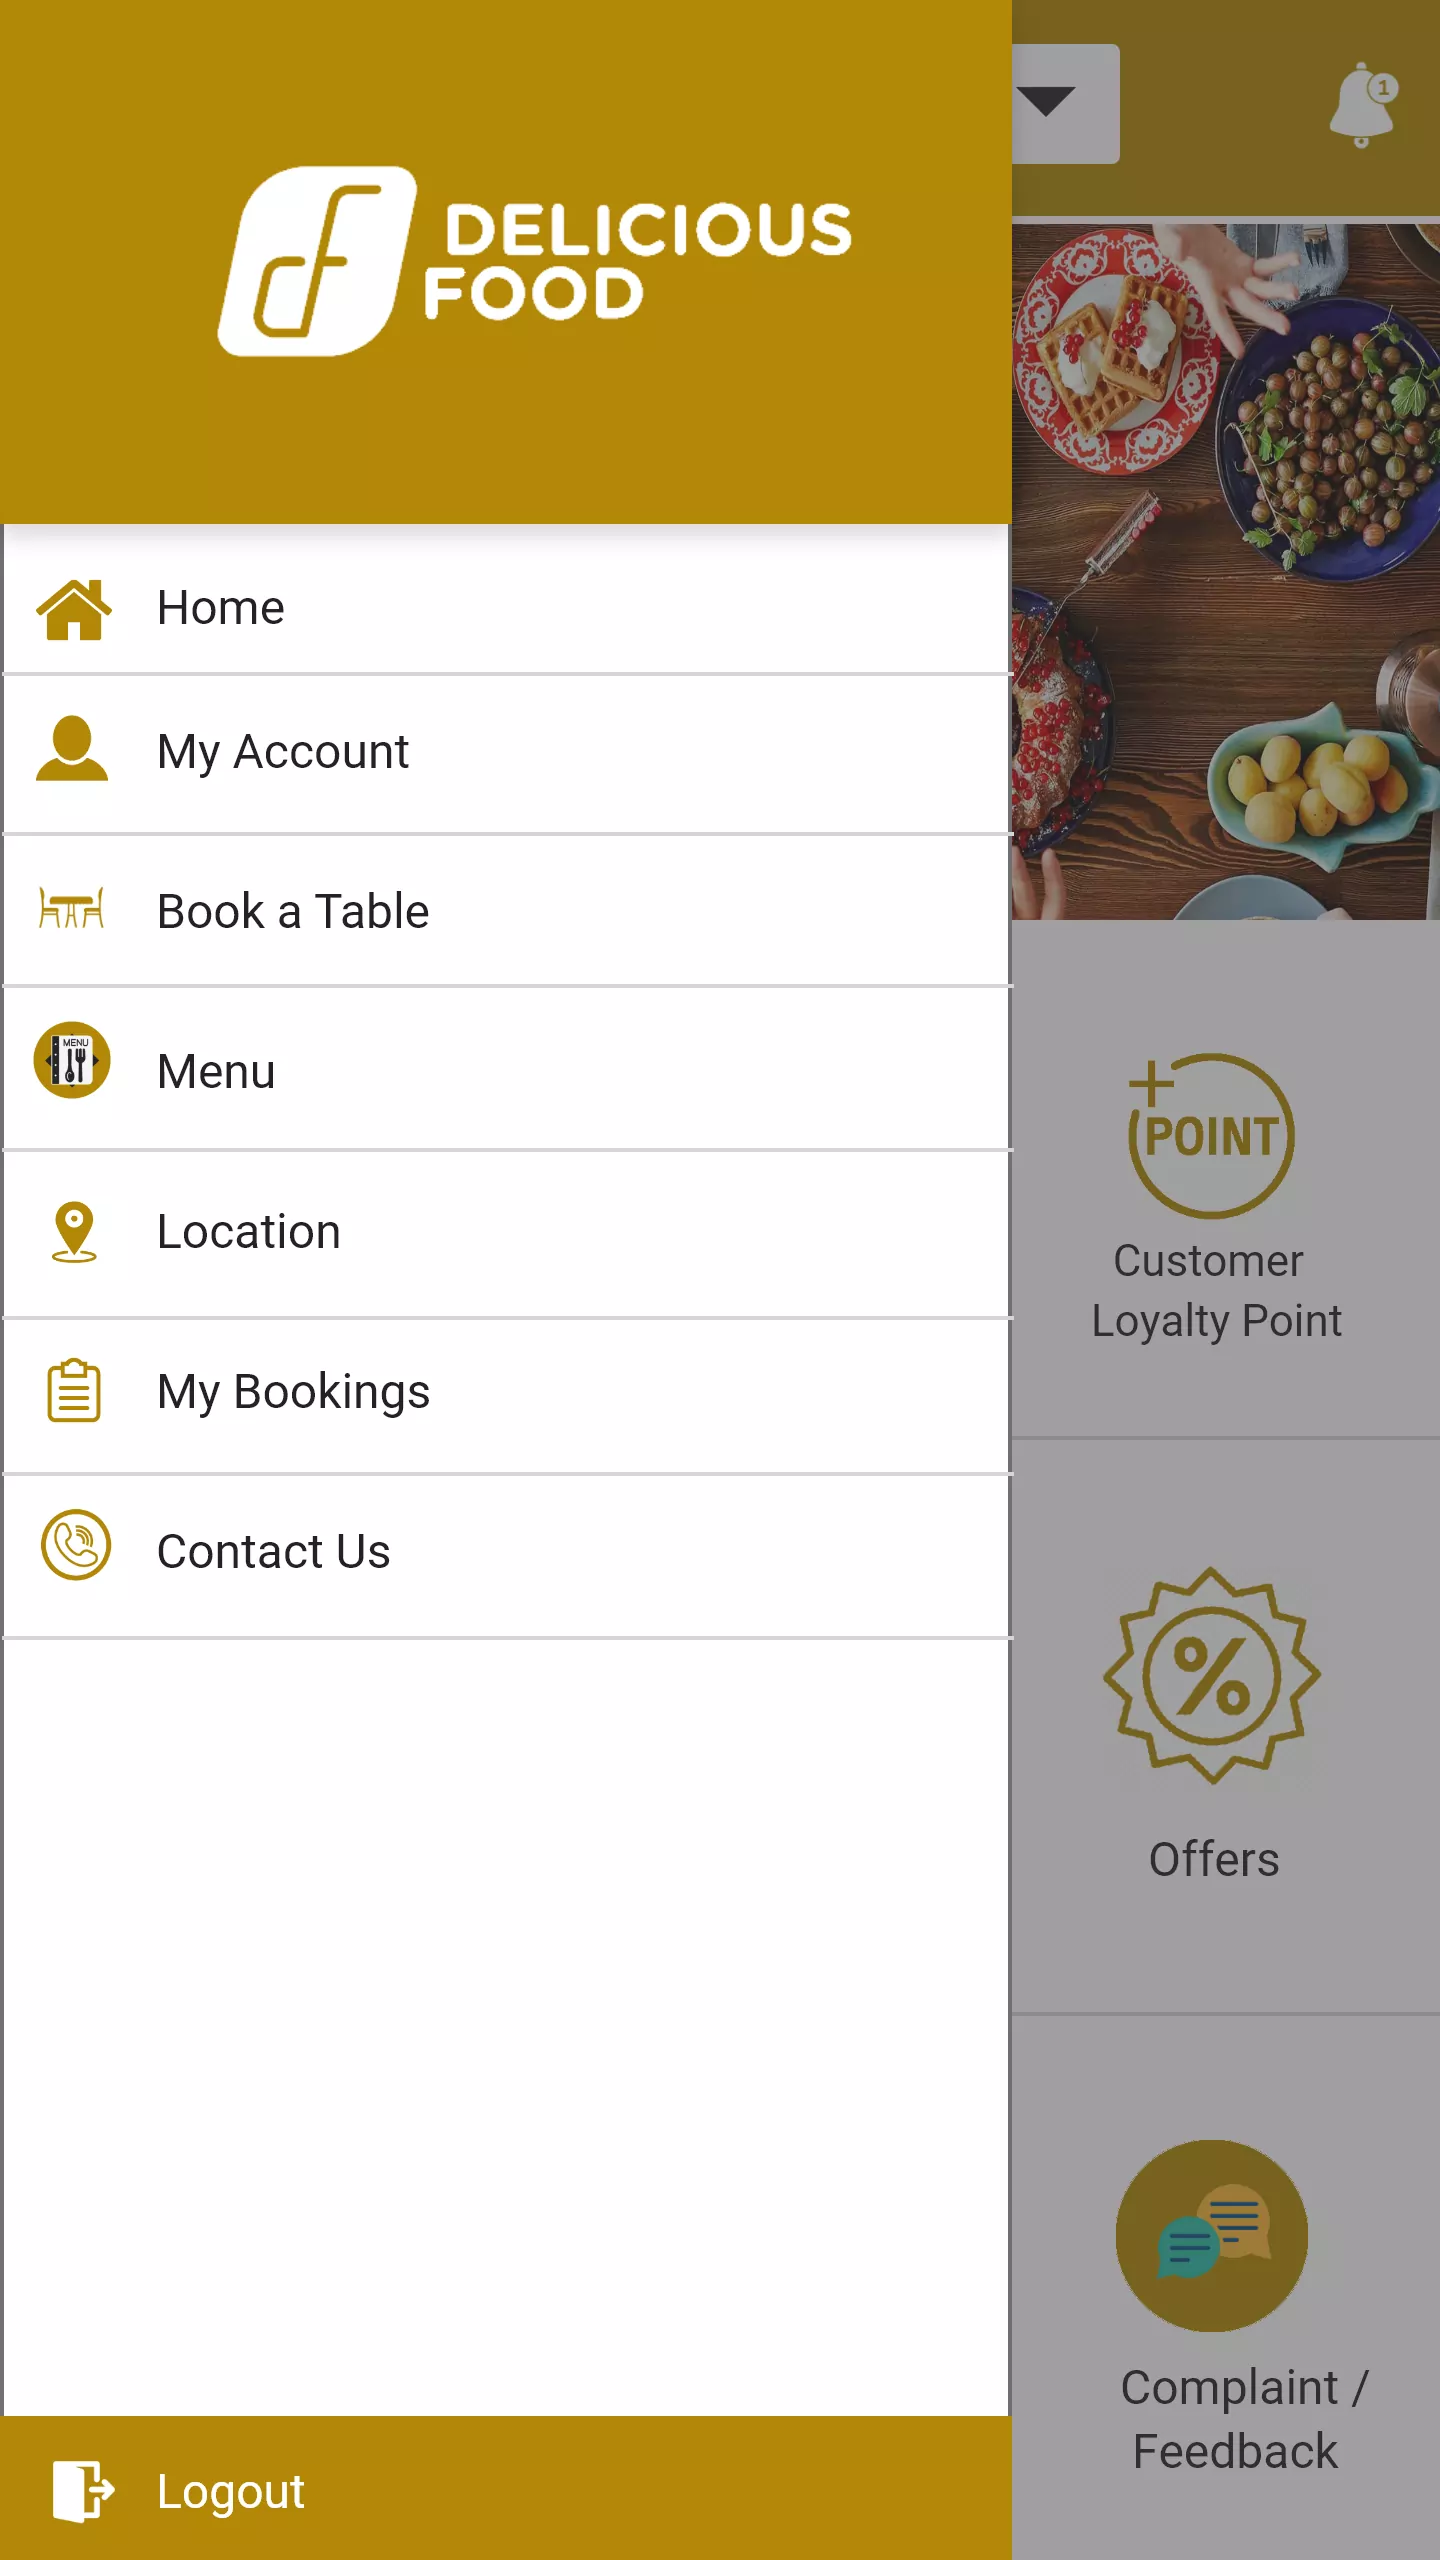 DELICIOUS
FOOD
1
Home
My Account
Book a Table
MENU
Menu
Location
My Bookings
Contact Us
Logout
+
POINT
Customer
Loyalty Point
%
Offers
Complaint /
Feedback